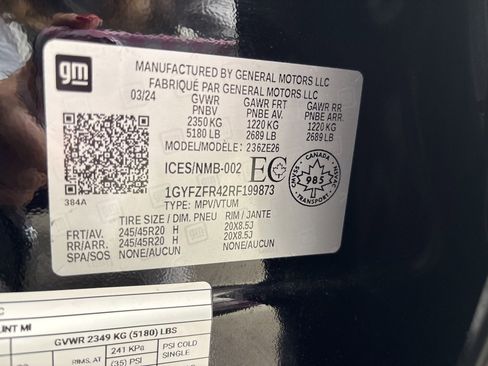 gm
MANUFACTURED BY GENERAL MOTORS LLC
FABRIQUÉ PAR GENERAL MOTORS LLC
03/24 GVWR GAWR FRT GAWR RR
PNBV PNBE AV. PNBE ARR.
2350 KG 1220 KG 1220 KG
5180 LB 2689 LB 2689 LB
MODEL/MODÈLE: 236ZE26
ICES/NMB-002 EC
CANADA
985
384A
1GYFZFR42RF199873
TYPE: MPV/VTUM
TIRE SIZE / DIM. PNEU RIM / JANTE
FRT/AV. 245/45R20 H 20X8.5J
RR/ARR. 245/45R20 H 20X8.5J
SPA/SOS NONE/AUCUN NONE/AUCUN
GVWR 2349 KG (5180) LBS
RIMS, AT 241 KPa PSI COLD
(35) PSI SINGLE